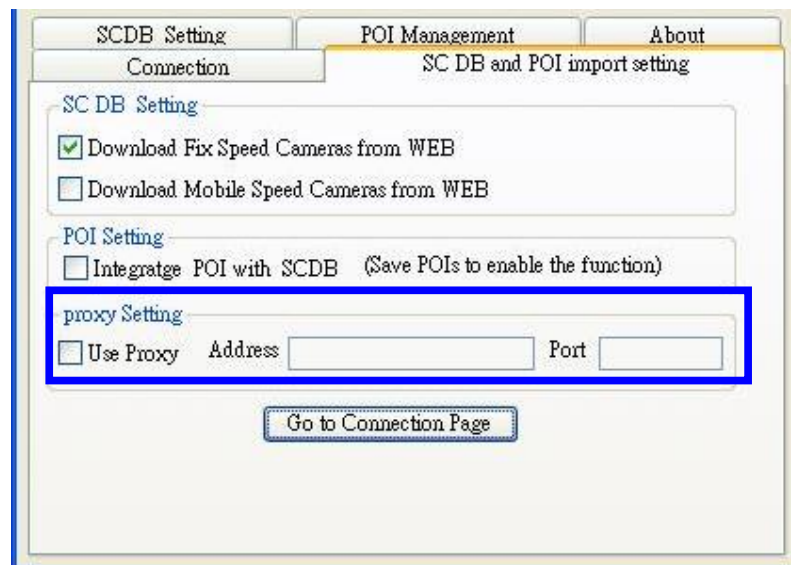 SCDB Setting POI Management About
Connection SC DB and POI import setting
SC DB Setting
Download Fix Speed Cameras from WEB
Download Mobile Speed Cameras from WEB
POI Setting
Integratge POI with SCDB (Save POIs to enable the function)
proxy Setting
Use Proxy Address Port
Go to Connection Page